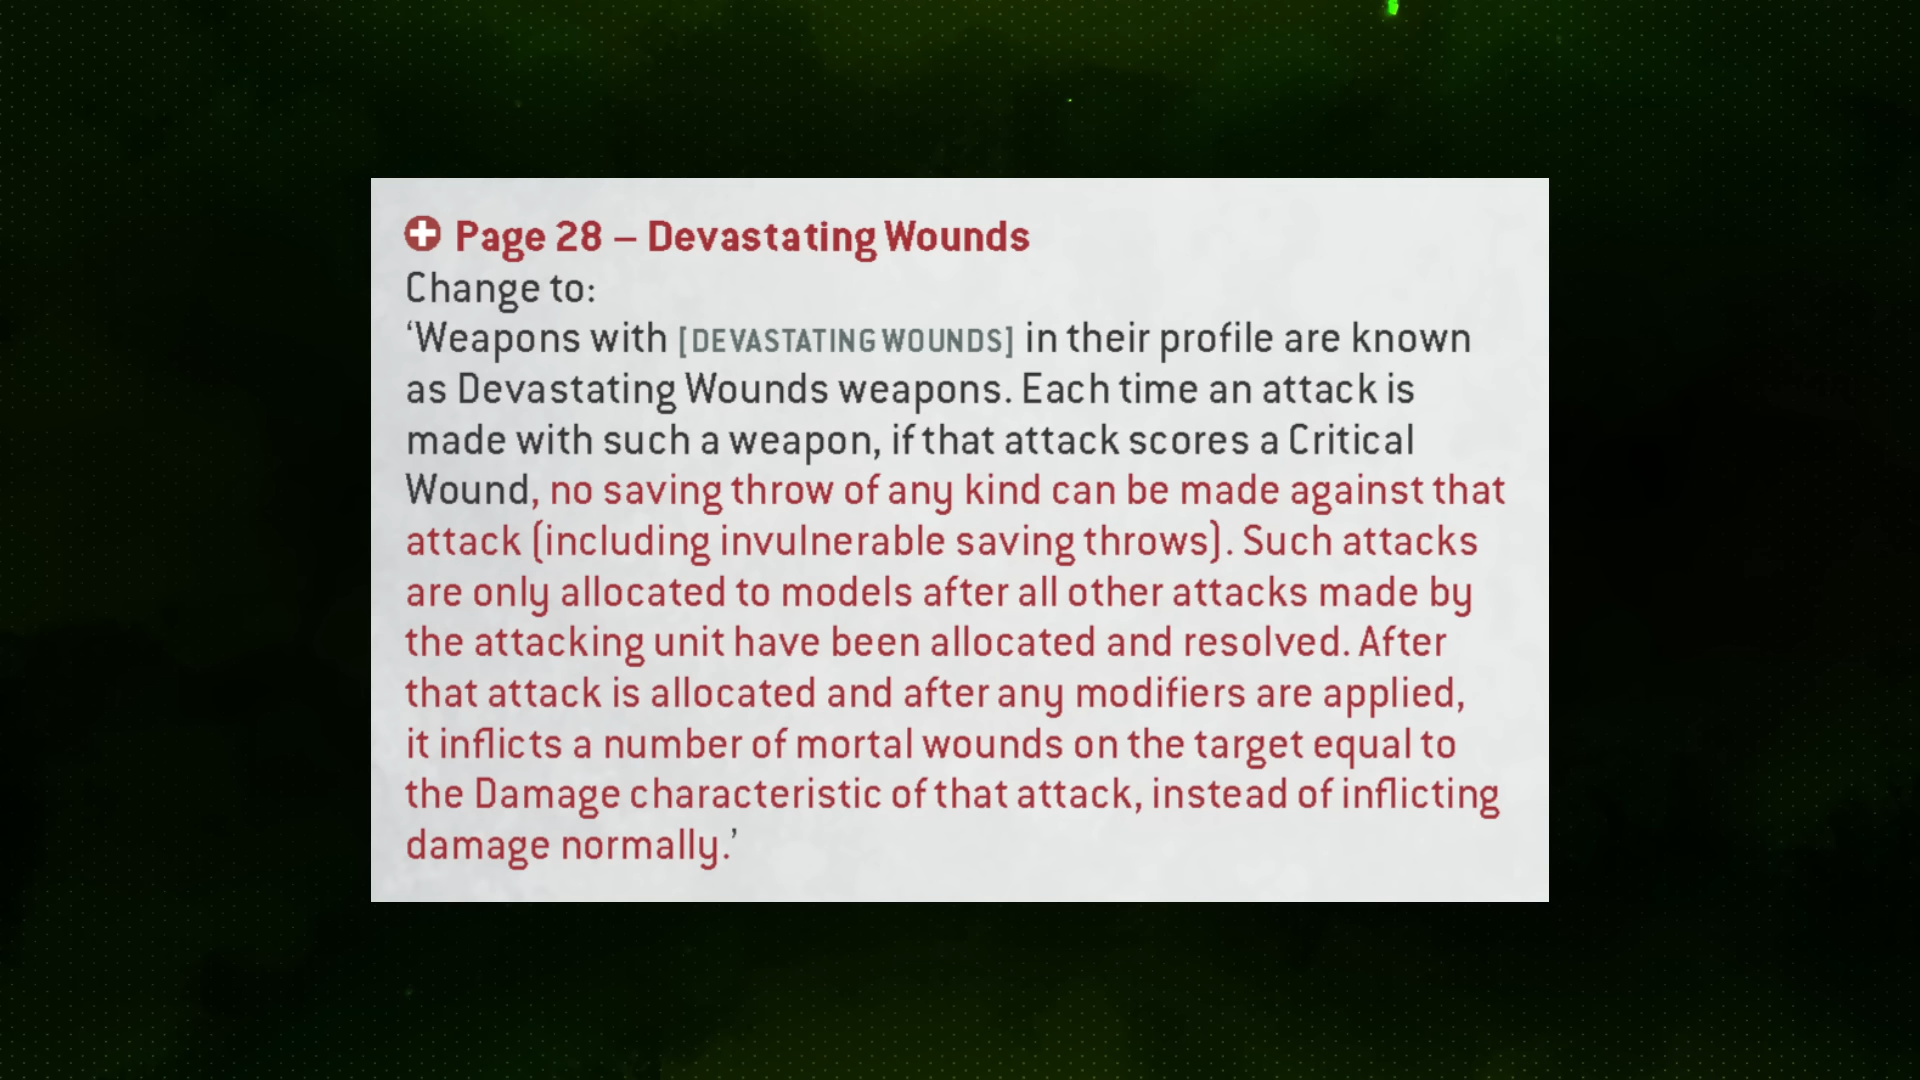 Page 28 – Devastating Wounds
Change to:
‘Weapons with [DEVASTATING WOUNDS] in their profile are known
as Devastating Wounds weapons. Each time an attack is
made with such a weapon, if that attack scores a Critical
Wound, no saving throw of any kind can be made against that
attack (including invulnerable saving throws). Such attacks
are only allocated to models after all other attacks made by
the attacking unit have been allocated and resolved. After
that attack is allocated and after any modifiers are applied,
it inflicts a number of mortal wounds on the target equal to
the Damage characteristic of that attack, instead of inflicting
damage normally.’